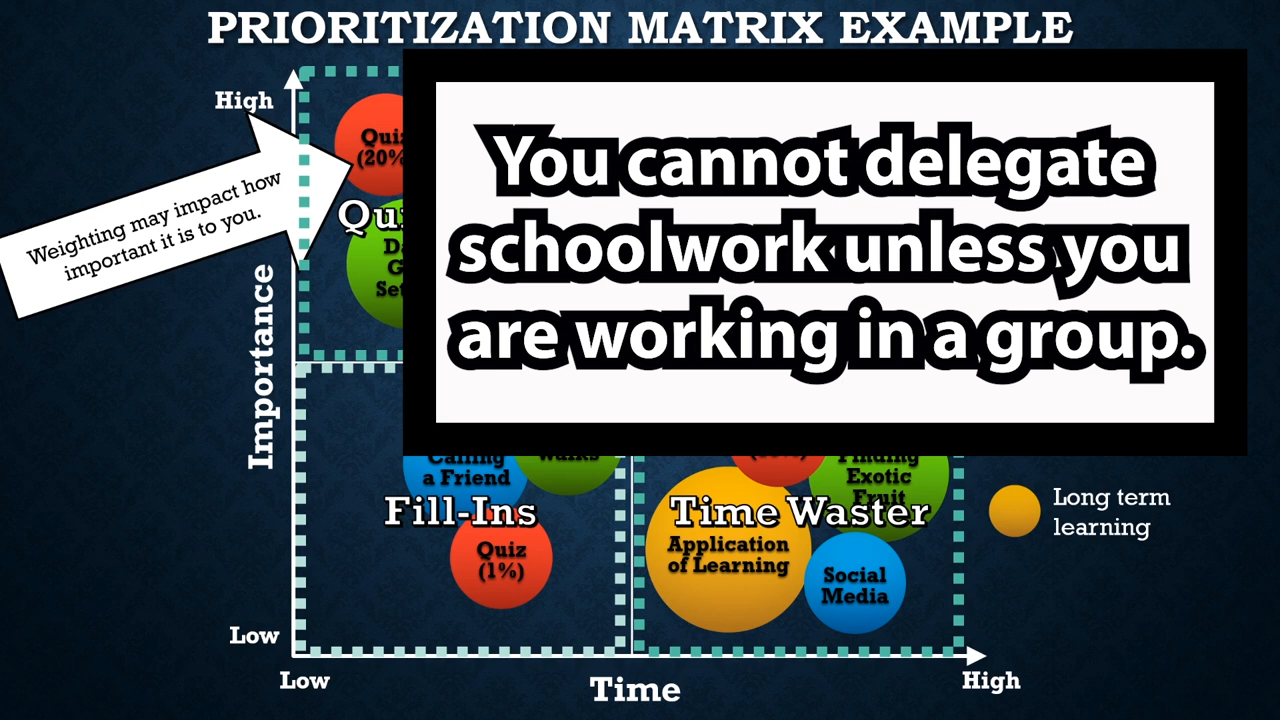 PRIORITIZATION MATRIX EXAMPLE
High
Weighting may impact how
important it is to you.
You cannot delegate
schoolwork unless you
are working in a group.
Importance
Calling
a Friend
Walks
Fill-Ins
Quiz
(1%)
Finding
Exotic
Fruit
Time Waster
Application
of Learning
Social
Media
Long term
learning
Low
Low
Time
High